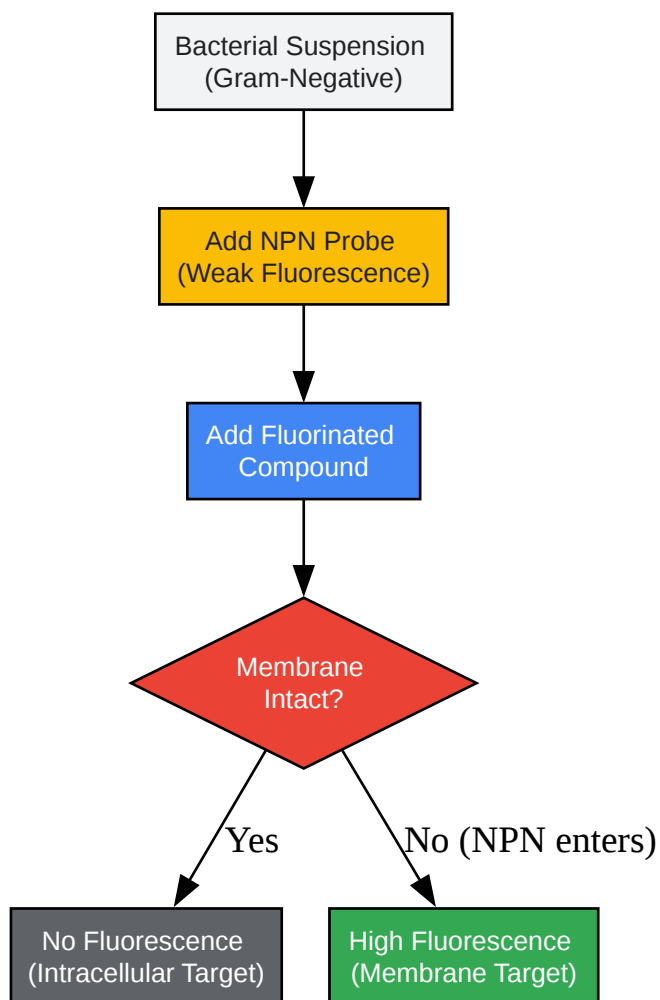 Bacterial Suspension
(Gram-Negative)
Add NPN Probe
(Weak Fluorescence)
Add Fluorinated
Compound
Membrane
Intact?
Yes
No (NPN enters)
No Fluorescence
(Intracellular Target)
High Fluorescence
(Membrane Target)